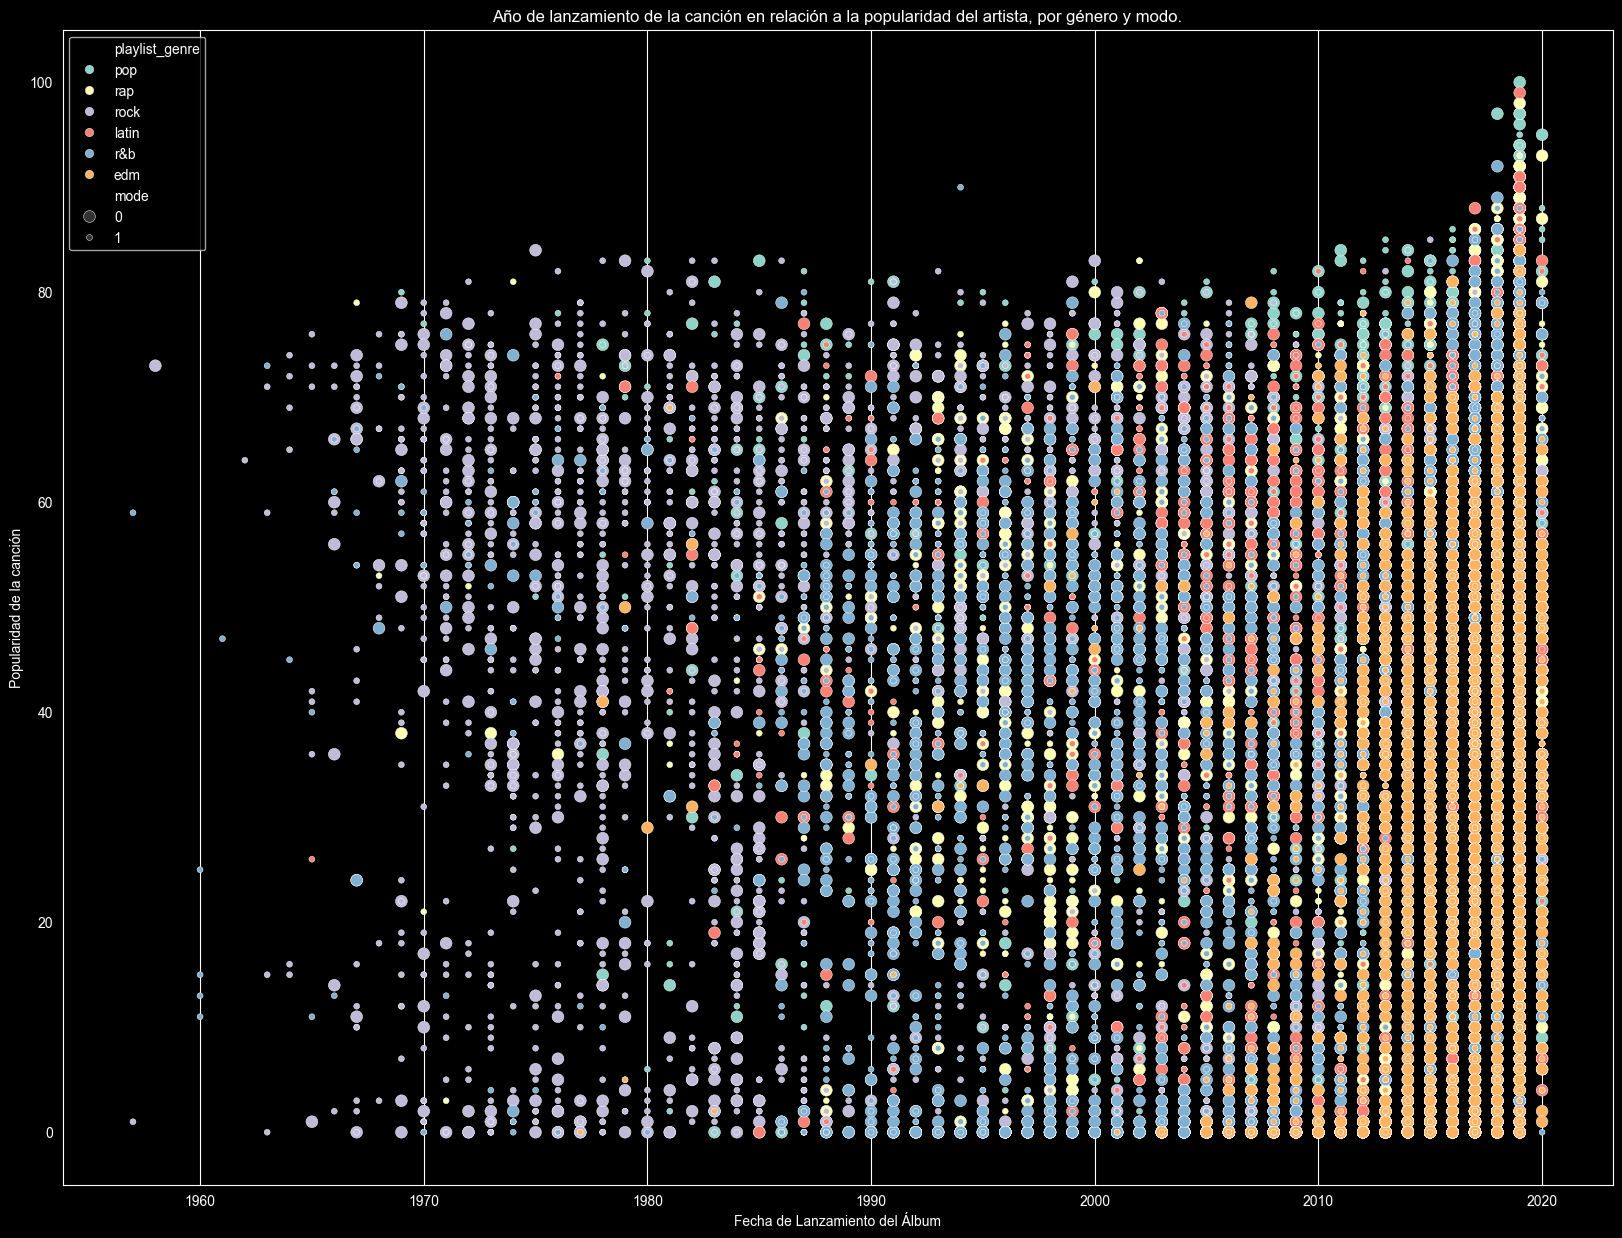 Año de lanzamiento de la canción en relación a la popularidad del artista, por género y modo.
playlist_genre
pop
rap
rock
latin
r&b
edm
mode
0
1
100
80
60
40
20
0
Popularidad de la canción
1960 1970 1980 1990 2000 2010 2020
Fecha de Lanzamiento del Álbum